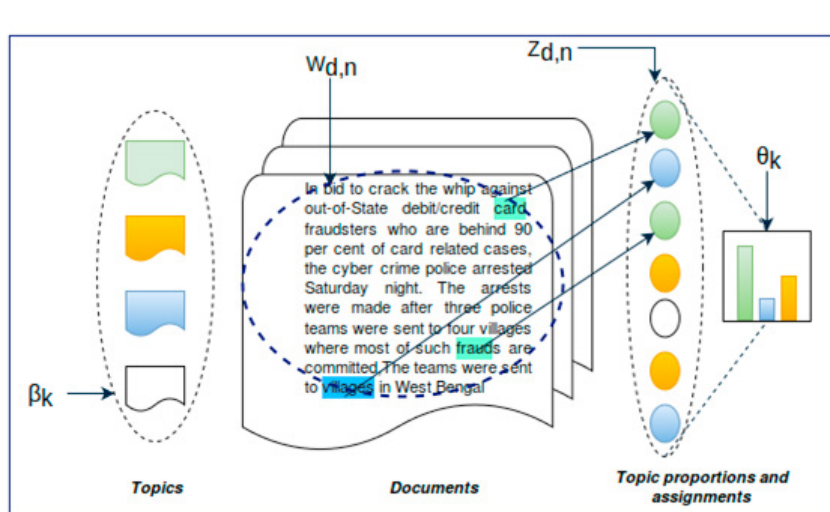 Wd,n
Zd,n
θk
In bid to crack the whip against
out-of-State debit/credit card
fraudsters who are behind 90
per cent of card related cases,
the cyber crime police arrested
Saturday night. The arrests
were made after three police
teams were sent to four villages
where most of such frauds are
committed.The teams were sent
to villages in West Bengal
βk
Topics
Documents
Topic proportions and
assignments